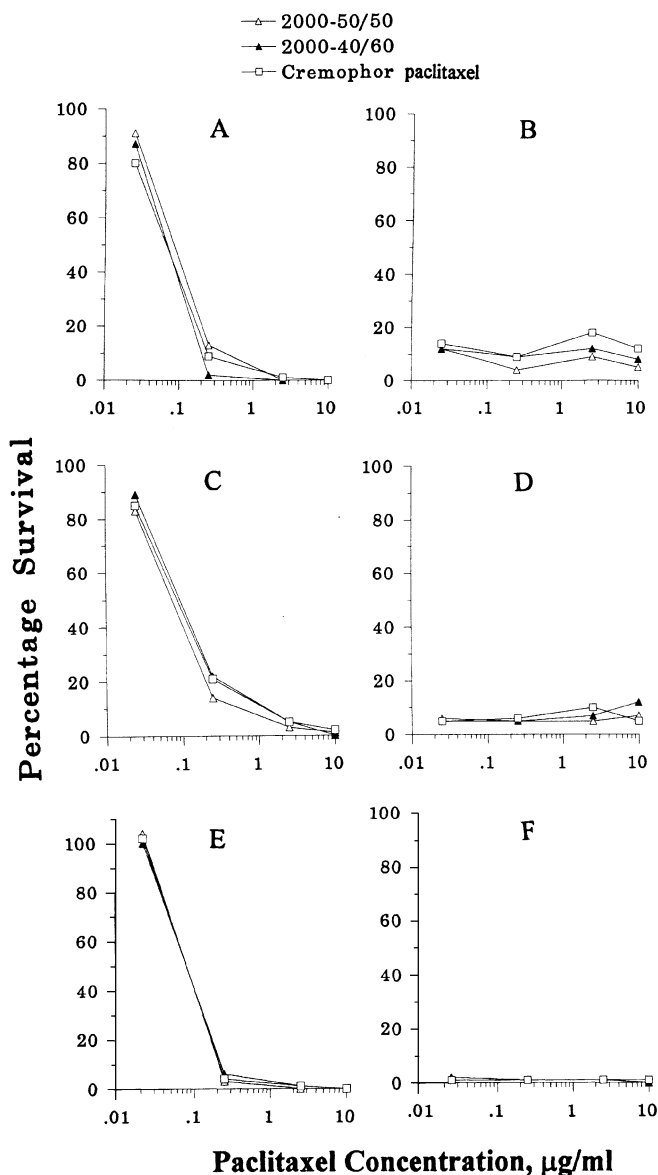 2000-50/50
2000-40/60
Cremophor paclitaxel
A
100
80
60
40
20
0
.01 .1 1 10
B
100
80
60
40
20
0
.01 .1 1 10
C
100
80
60
40
20
0
.01 .1 1 10
D
100
80
60
40
20
0
.01 .1 1 10
E
100
80
60
40
20
0
.01 .1 1 10
F
100
80
60
40
20
0
.01 .1 1 10
Percentage Survival
Paclitaxel Concentration, μg/ml